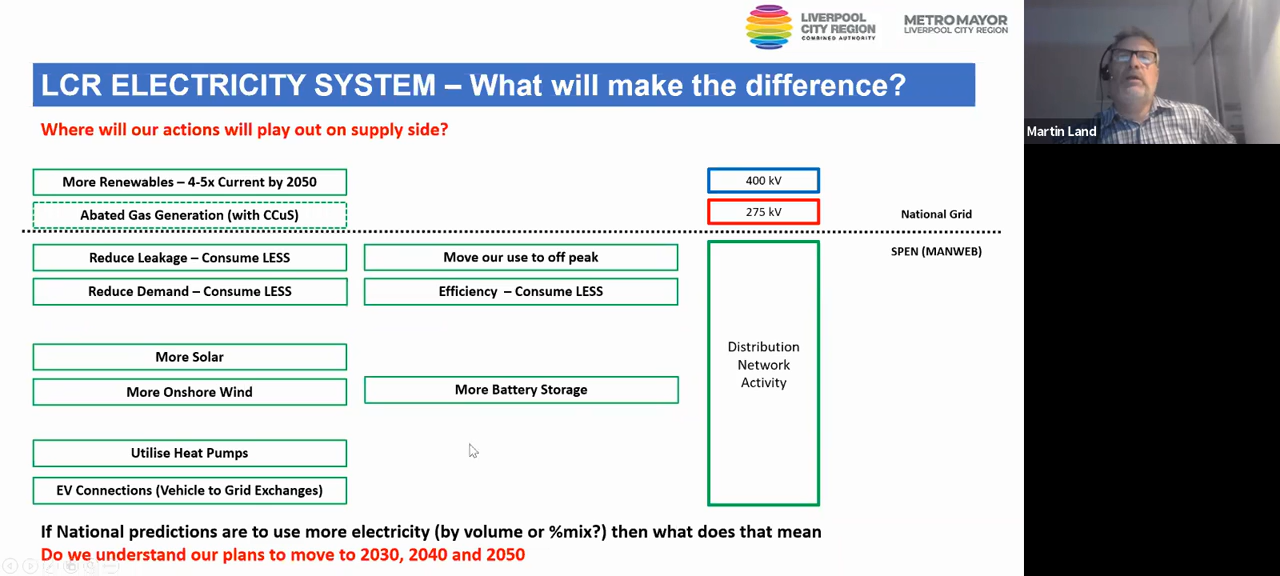 LIVERPOOL
CITY REGION
COMBINED AUTHORITY
METROMAYOR
LIVERPOOL CITY REGION
LCR ELECTRICITY SYSTEM – What will make the difference?
Where will our actions will play out on supply side?
More Renewables – 4-5x Current by 2050
400 kV
Abated Gas Generation (with CCuS)
275 kV
National Grid
Reduce Leakage – Consume LESS
Move our use to off peak
SPEN (MANWEB)
Reduce Demand – Consume LESS
Efficiency – Consume LESS
Distribution
Network
Activity
More Solar
More Onshore Wind
More Battery Storage
Utilise Heat Pumps
EV Connections (Vehicle to Grid Exchanges)
If National predictions are to use more electricity (by volume or %mix?) then what does that mean
Do we understand our plans to move to 2030, 2040 and 2050
Martin Land